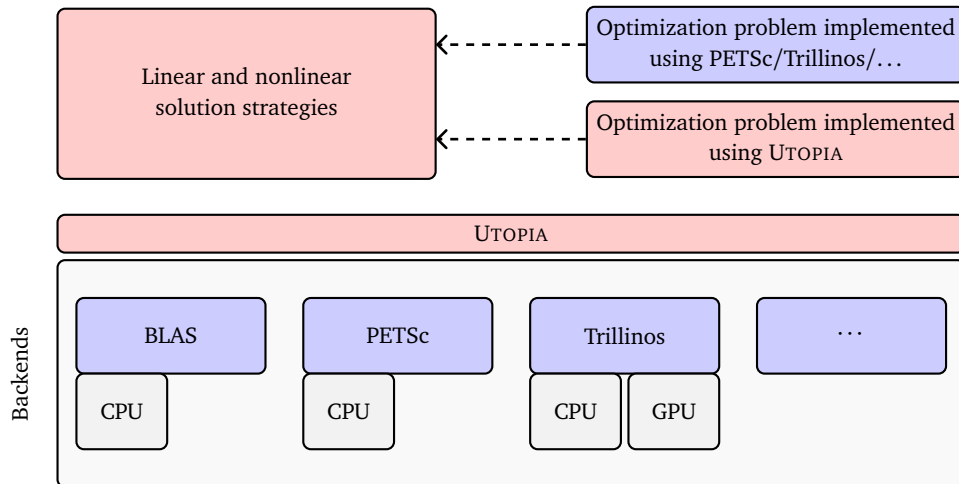 Linear and nonlinear
solution strategies
Optimization problem implemented
using PETSc/Trillinos/...
Optimization problem implemented
using UTOPIA
UTOPIA
Backends
BLAS
PETSc
Trillinos
...
CPU
CPU
CPU
GPU